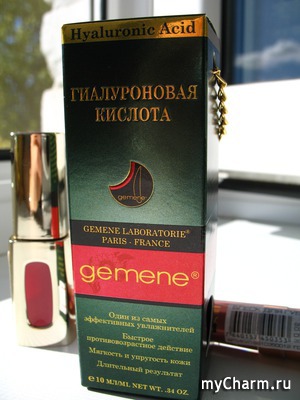 Hyaluronic Acid
ГИАЛУРОНОВАЯ
КИСЛОТА
gemene
GEMENE LABORATORIE®
PARIS - FRANCE
gemene®
Один из самых
эффективных увлажнителей
Быстрое
противовозрастное действие
Мягкость и упругость кожи
Длительный результат
℮ 10 МЛ/ML NET WT. .34 OZ.
myCharm.ru